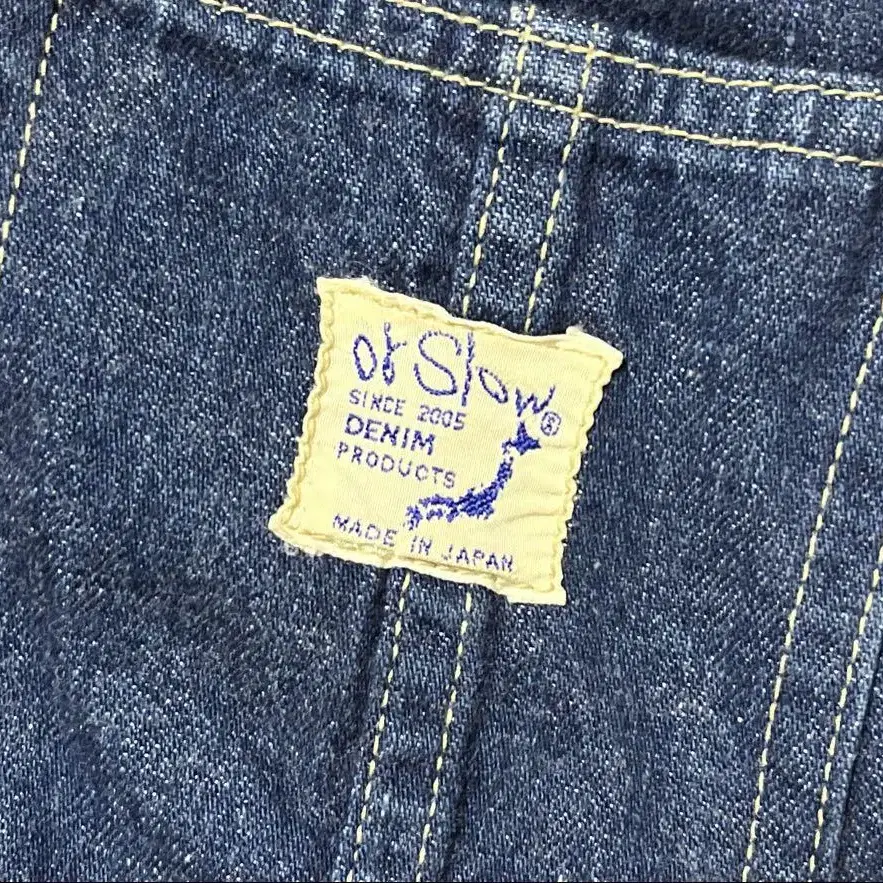 orSlow®
SINCE 2005
DENIM
PRODUCTS
MADE IN JAPAN